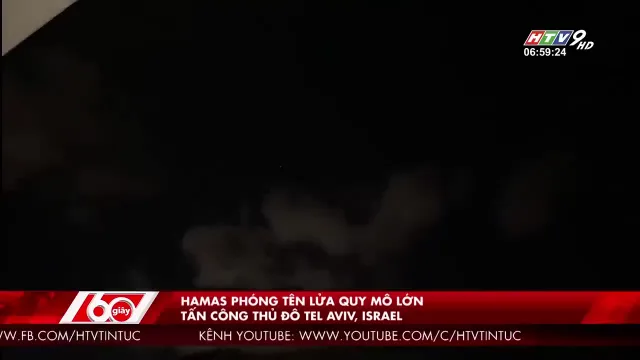 HTV9 HD
06:59:24
60 giây
HAMAS PHÓNG TÊN LỬA QUY MÔ LỚN
TẤN CÔNG THỦ ĐÔ TEL AVIV, ISRAEL
WWW.FB.COM/HTVTINTUC KÊNH YOUTUBE: WWW.YOUTUBE.COM/C/HTVTINTUC